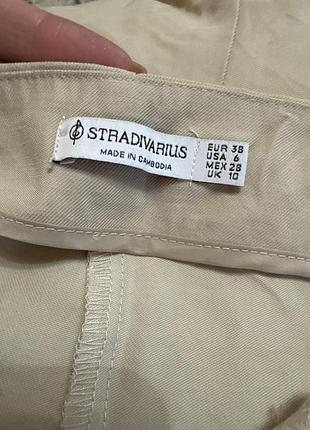 STRADIVARIUS
MADE IN CAMBODIA
EUR 38
USA 6
MEX 28
UK 10